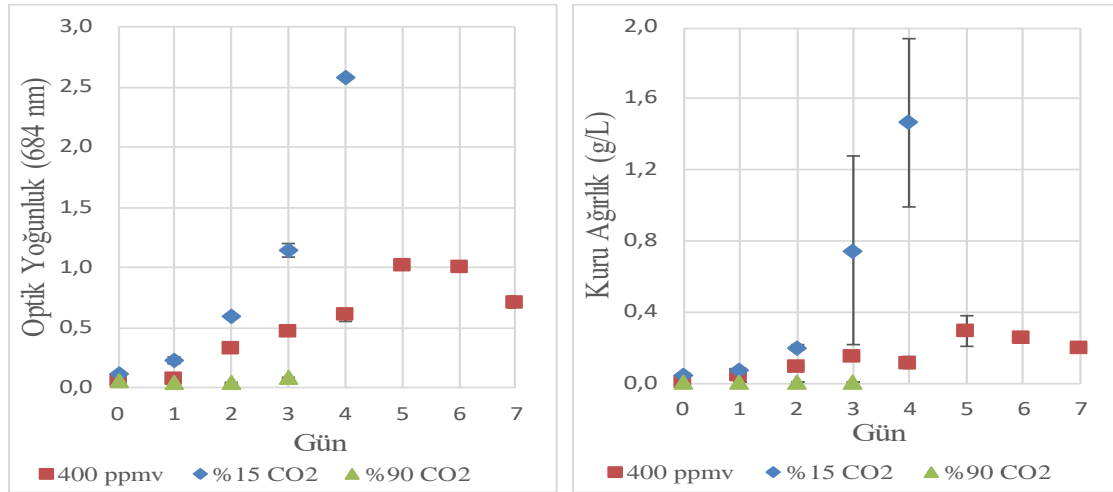 Optik Yoğunluk (684 nm)
3,0
2,5
2,0
1,5
1,0
0,5
0,0
0 1 2 3 4 5 6 7
Gün
400 ppmv %15 CO2 %90 CO2
Kuru Ağırlık (g/L)
2,0
1,6
1,2
0,8
0,4
0,0
0 1 2 3 4 5 6 7
Gün
400 ppmv %15 CO2 %90 CO2